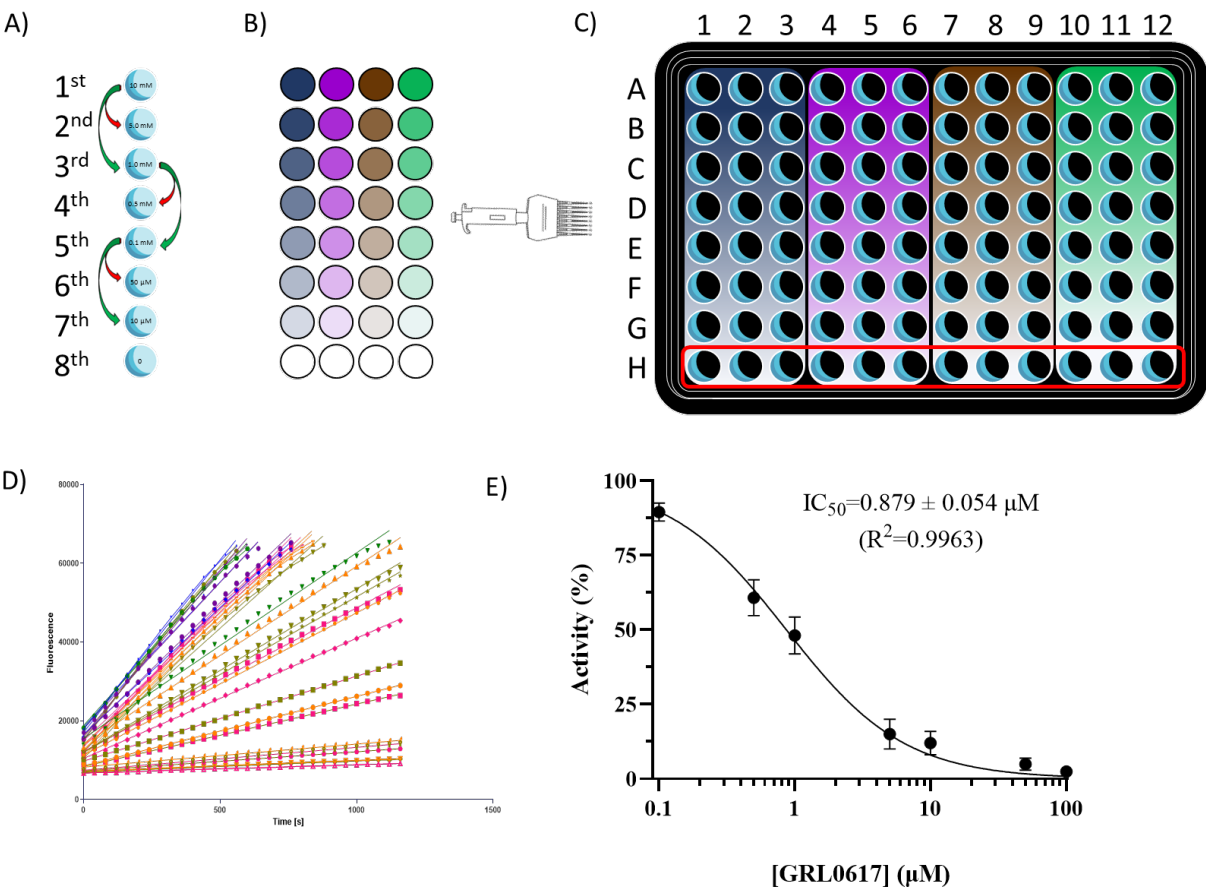 A)
1st
2nd
3rd
4th
5th
6th
7th
8th
10 mM
5.0 mM
1.0 mM
0.5 mM
0.1 mM
50 µM
10 µM
0
B)
C)
1 2 3 4 5 6 7 8 9 10 11 12
A
B
C
D
E
F
G
H
D)
80000
60000
40000
20000
0
Fluorescence
0 500 1000 1500
Time [s]
E)
100
75
50
25
0
Activity (%)
IC50=0.879 ± 0.054 µM
(R2=0.9963)
0.1 1 10 100
[GRL0617] (µM)